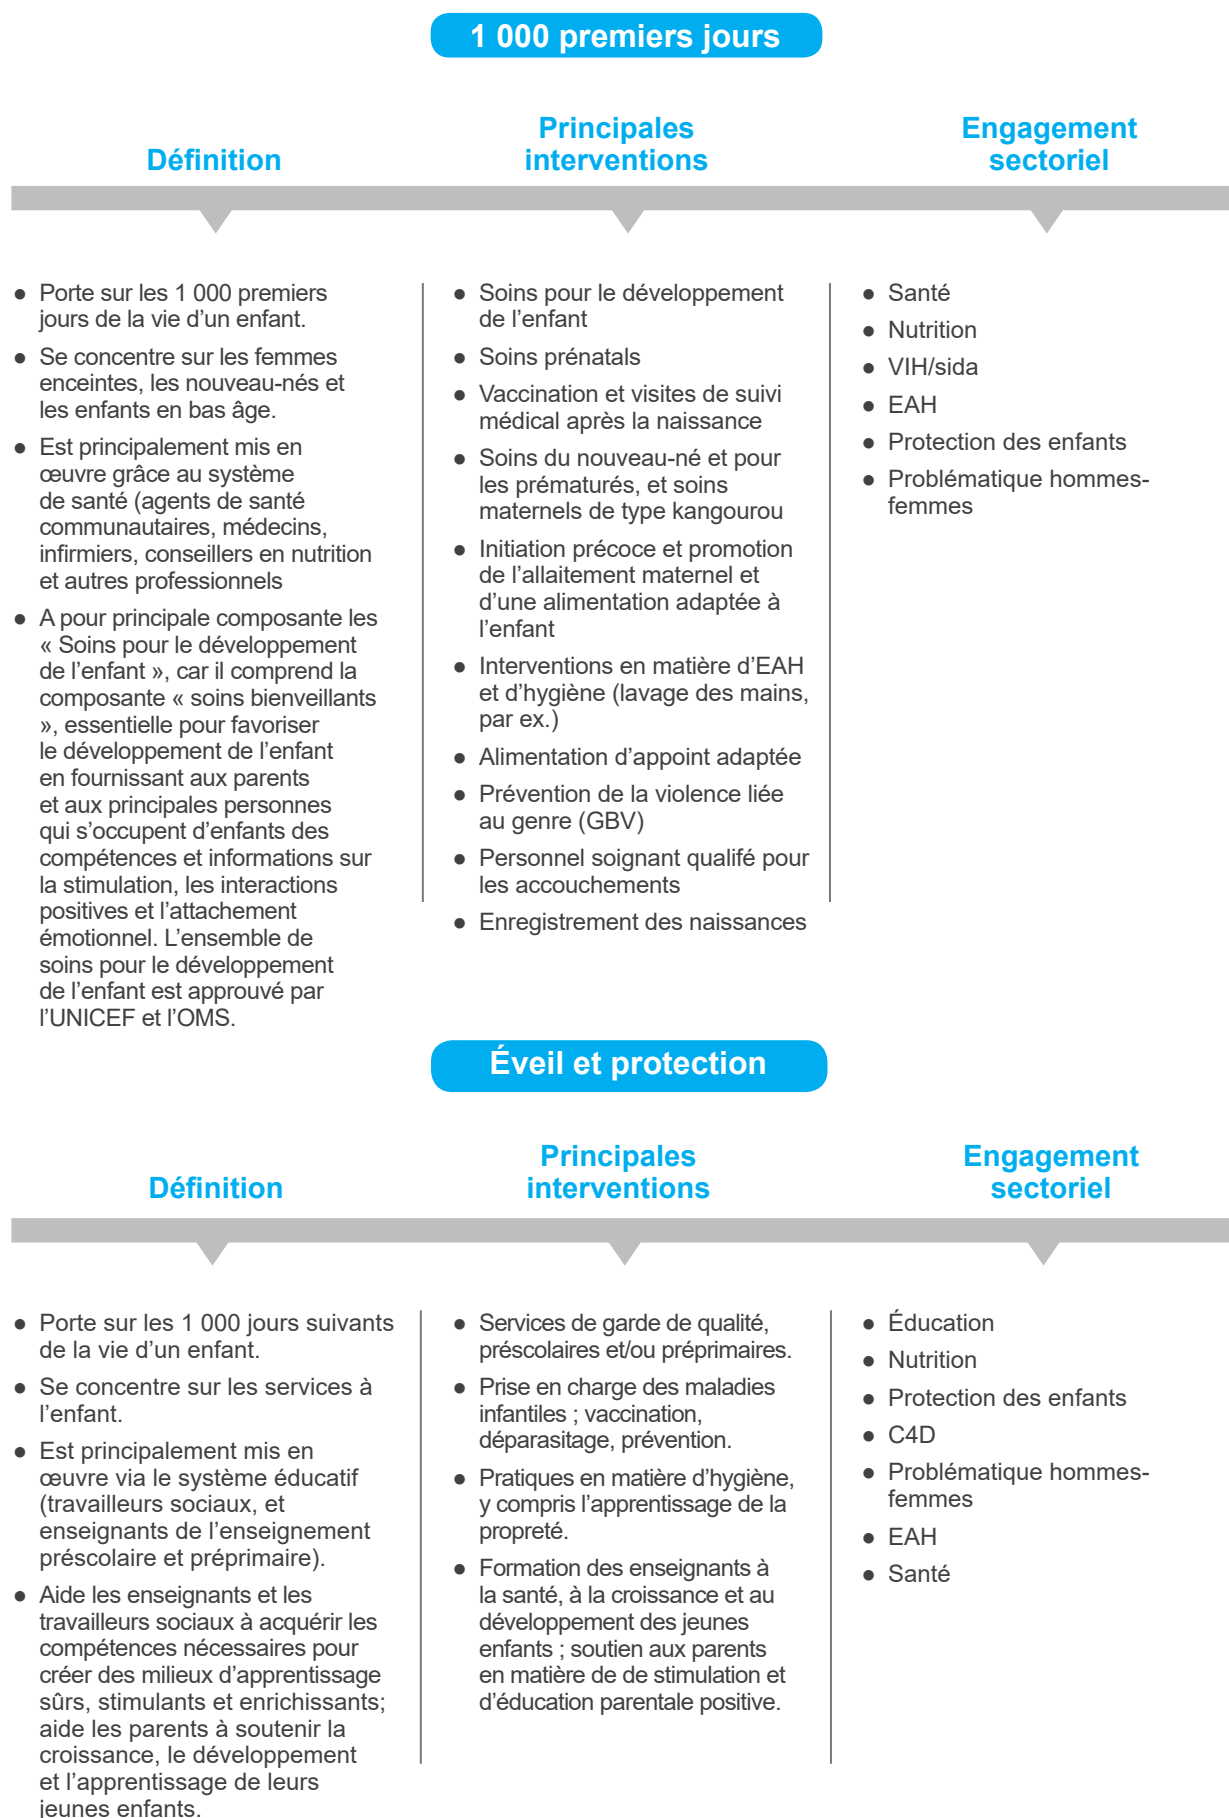 1 000 premiers jours
Définition
Principales
interventions
Engagement
sectoriel
● Porte sur les 1 000 premiers
jours de la vie d’un enfant.
● Se concentre sur les femmes
enceintes, les nouveau-nés et
les enfants en bas âge.
● Est principalement mis en
œuvre grâce au système
de santé (agents de santé
communautaires, médecins,
infirmiers, conseillers en nutrition
et autres professionnels
● A pour principale composante les
« Soins pour le développement
de l’enfant », car il comprend la
composante « soins bienveillants
», essentielle pour favoriser
le développement de l’enfant
en fournissant aux parents
et aux principales personnes
qui s’occupent d’enfants des
compétences et informations sur
la stimulation, les interactions
positives et l’attachement
émotionnel. L’ensemble de
soins pour le développement
de l’enfant est approuvé par
l’UNICEF et l’OMS.
● Soins pour le développement
de l’enfant
● Soins prénatals
● Vaccination et visites de suivi
médical après la naissance
● Soins du nouveau-né et pour
les prématurés, et soins
maternels de type kangourou
● Initiation précoce et promotion
de l’allaitement maternel et
d’une alimentation adaptée à
l’enfant
● Interventions en matière d’EAH
et d’hygiène (lavage des mains,
par ex.)
● Alimentation d’appoint adaptée
● Prévention de la violence liée
au genre (GBV)
● Personnel soignant qualifé pour
les accouchements
● Enregistrement des naissances
● Santé
● Nutrition
● VIH/sida
● EAH
● Protection des enfants
● Problématique hommes-
femmes
Éveil et protection
Définition
Principales
interventions
Engagement
sectoriel
● Porte sur les 1 000 jours suivants
de la vie d’un enfant.
● Se concentre sur les services à
l’enfant.
● Est principalement mis en
œuvre via le système éducatif
(travailleurs sociaux, et
enseignants de l’enseignement
préscolaire et préprimaire).
● Aide les enseignants et les
travailleurs sociaux à acquérir les
compétences nécessaires pour
créer des milieux d’apprentissage
sûrs, stimulants et enrichissants;
aide les parents à soutenir la
croissance, le développement
et l’apprentissage de leurs
jeunes enfants.
● Services de garde de qualité,
préscolaires et/ou préprimaires.
● Prise en charge des maladies
infantiles ; vaccination,
déparasitage, prévention.
● Pratiques en matière d’hygiène,
y compris l’apprentissage de la
propreté.
● Formation des enseignants à
la santé, à la croissance et au
développement des jeunes
enfants ; soutien aux parents
en matière de de stimulation et
d’éducation parentale positive.
● Éducation
● Nutrition
● Protection des enfants
● C4D
● Problématique hommes-
femmes
● EAH
● Santé